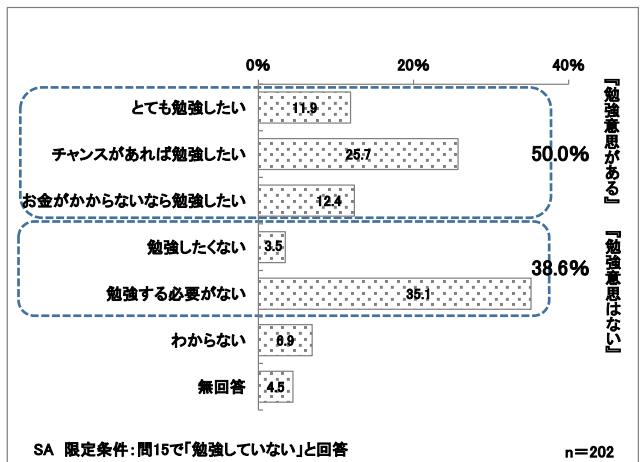 0% 20% 40%
とても勉強したい 11.9
チャンスがあれば勉強したい 25.7
お金がかからないなら勉強したい 12.4
『勉強意思がある』
50.0%
勉強したくない 3.5
勉強する必要がない 35.1
『勉強意思はない』
38.6%
わからない 6.9
無回答 4.5
SA 限定条件:問15で「勉強していない」と回答 n=202